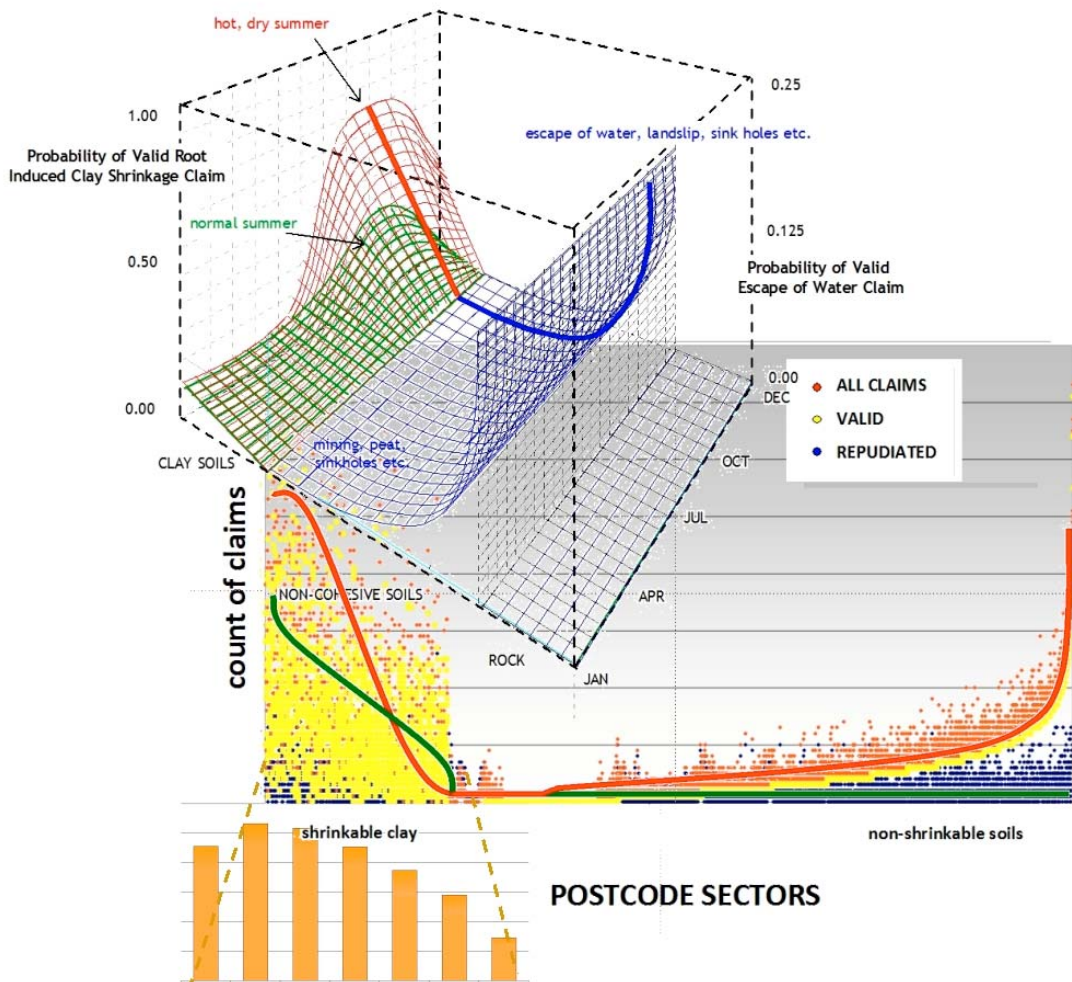 hot, dry summer
0.25
1.00
escape of water, landslip, sink holes etc.
Probability of Valid Root
Induced Clay Shrinkage Claim
normal summer
0.125
0.50
Probability of Valid
Escape of Water Claim
0.00
DEC
ALL CLAIMS
0.00
VALID
mining, peat,
sinkholes etc.
REPUDIATED
CLAY SOILS
OCT
JUL
count of claims
NON-COHESIVE SOILS
APR
ROCK
JAN
shrinkable clay
non-shrinkable soils
POSTCODE SECTORS